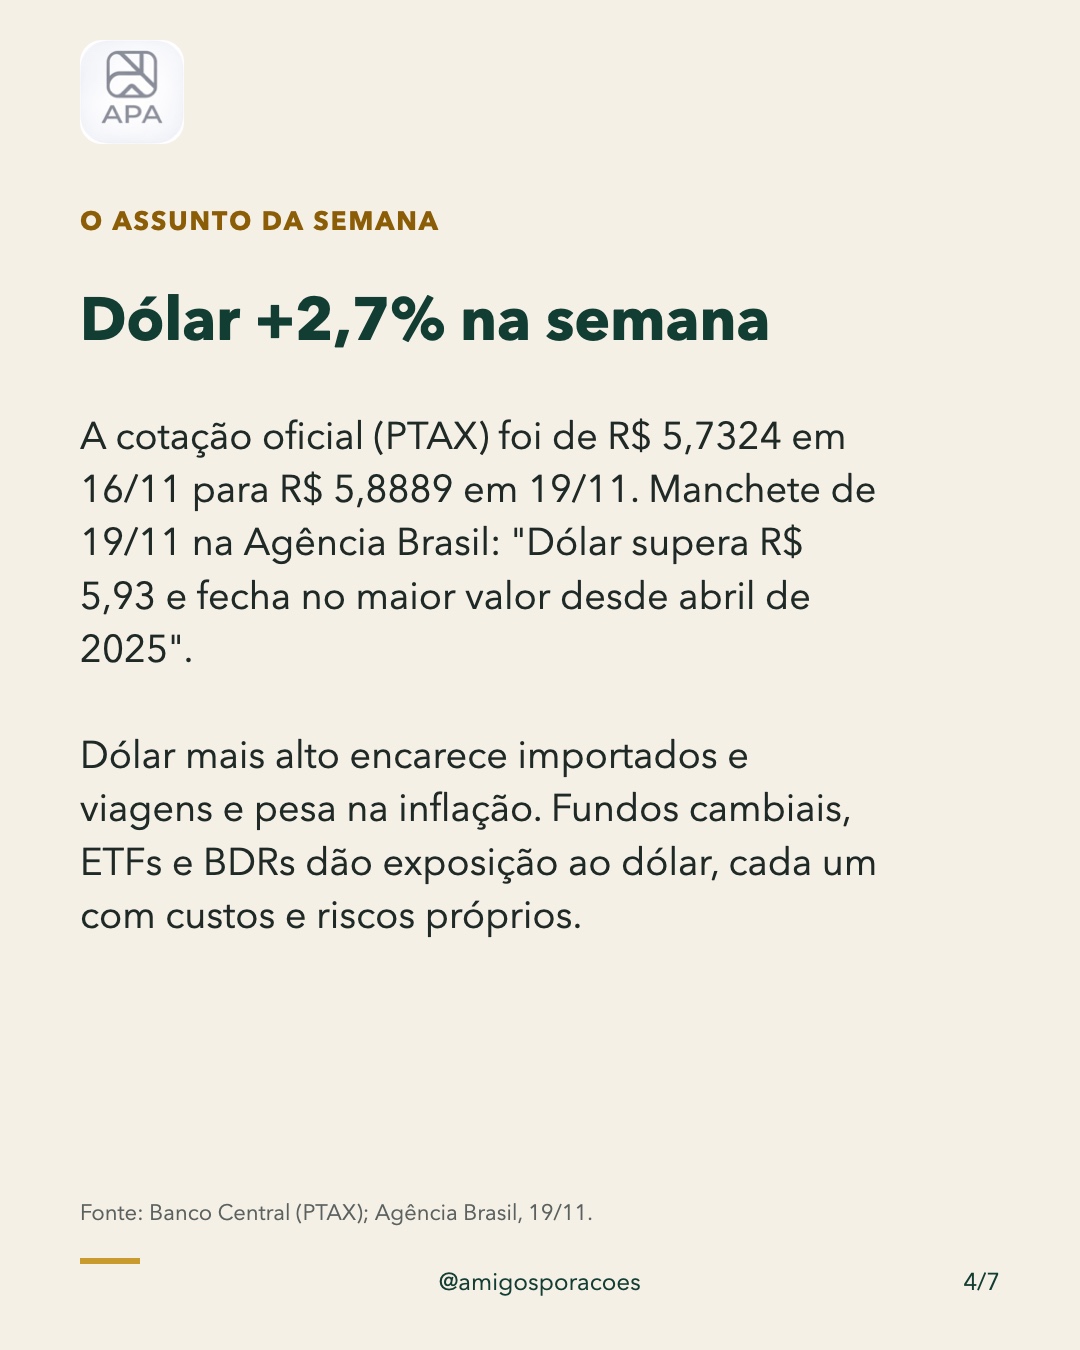 APA
O ASSUNTO DA SEMANA
Dólar +2,7% na semana
A cotação oficial (PTAX) foi de R$ 5,7324 em
16/11 para R$ 5,8889 em 19/11. Manchete de
19/11 na Agência Brasil: "Dólar supera R$
5,93 e fecha no maior valor desde abril de
2025".
Dólar mais alto encarece importados e
viagens e pesa na inflação. Fundos cambiais,
ETFs e BDRs dão exposição ao dólar, cada um
com custos e riscos próprios.
Fonte: Banco Central (PTAX); Agência Brasil, 19/11.
@amigosporacoes
4/7